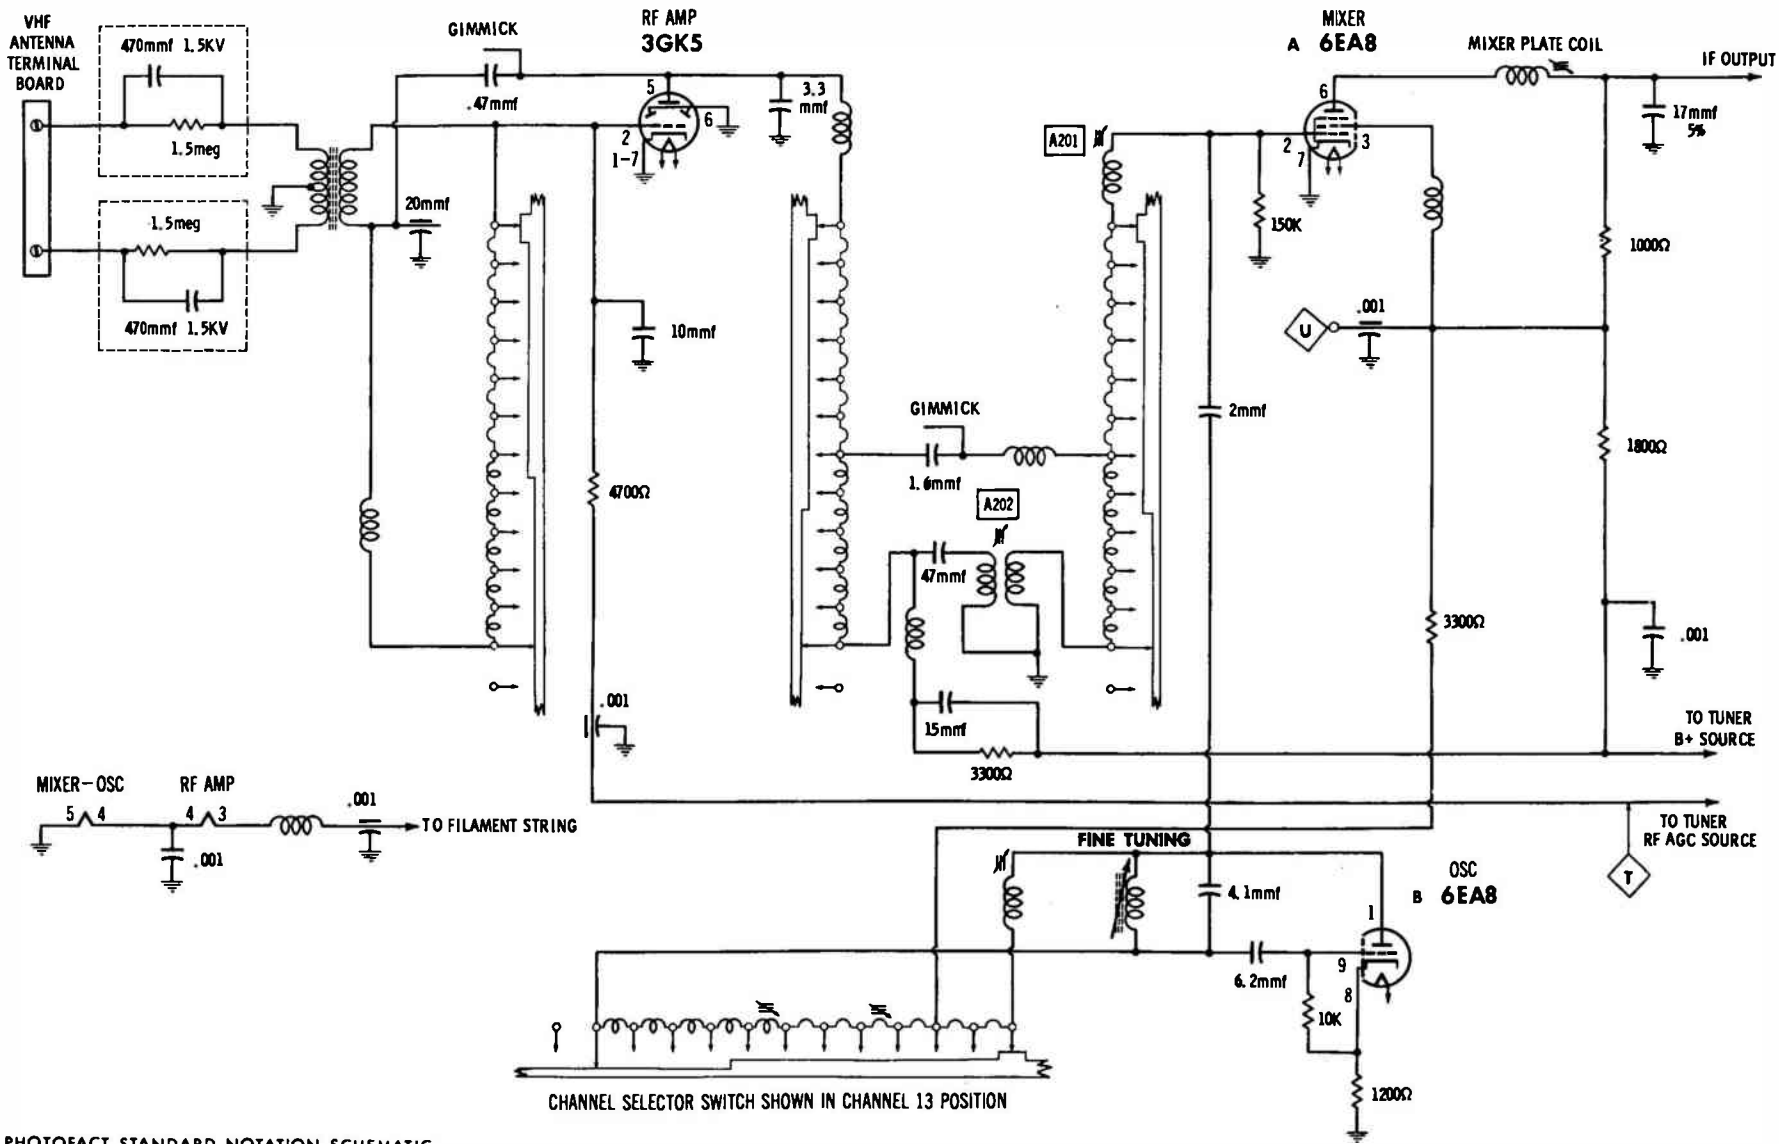 VHF
ANTENNA
TERMINAL
BOARD
470mmf 1.5KV
1.5meg
1.5meg
470mmf 1.5KV
GIMMICK
.47mmf
20mmf
RF AMP
3GK5
5
6
2
1-7
3.3
mmf
10mmf
4700Ω
.001
GIMMICK
1.6mmf
A202
47mmf
15mmf
3300Ω
A201
MIXER
A 6EA8
6
2
3
7
150K
2mmf
MIXER PLATE COIL
IF OUTPUT
17mmf
5%
1000Ω
.001
U
1800Ω
3300Ω
.001
TO TUNER
B+ SOURCE
TO TUNER
RF AGC SOURCE
T
MIXER-OSC
5 4
RF AMP
4 3
.001
.001
TO FILAMENT STRING
FINE TUNING
4.1mmf
OSC
B 6EA8
1
9
8
6.2mmf
10K
1200Ω
CHANNEL SELECTOR SWITCH SHOWN IN CHANNEL 13 POSITION
PHOTOFACT STANDARD NOTATION SCHEMATIC